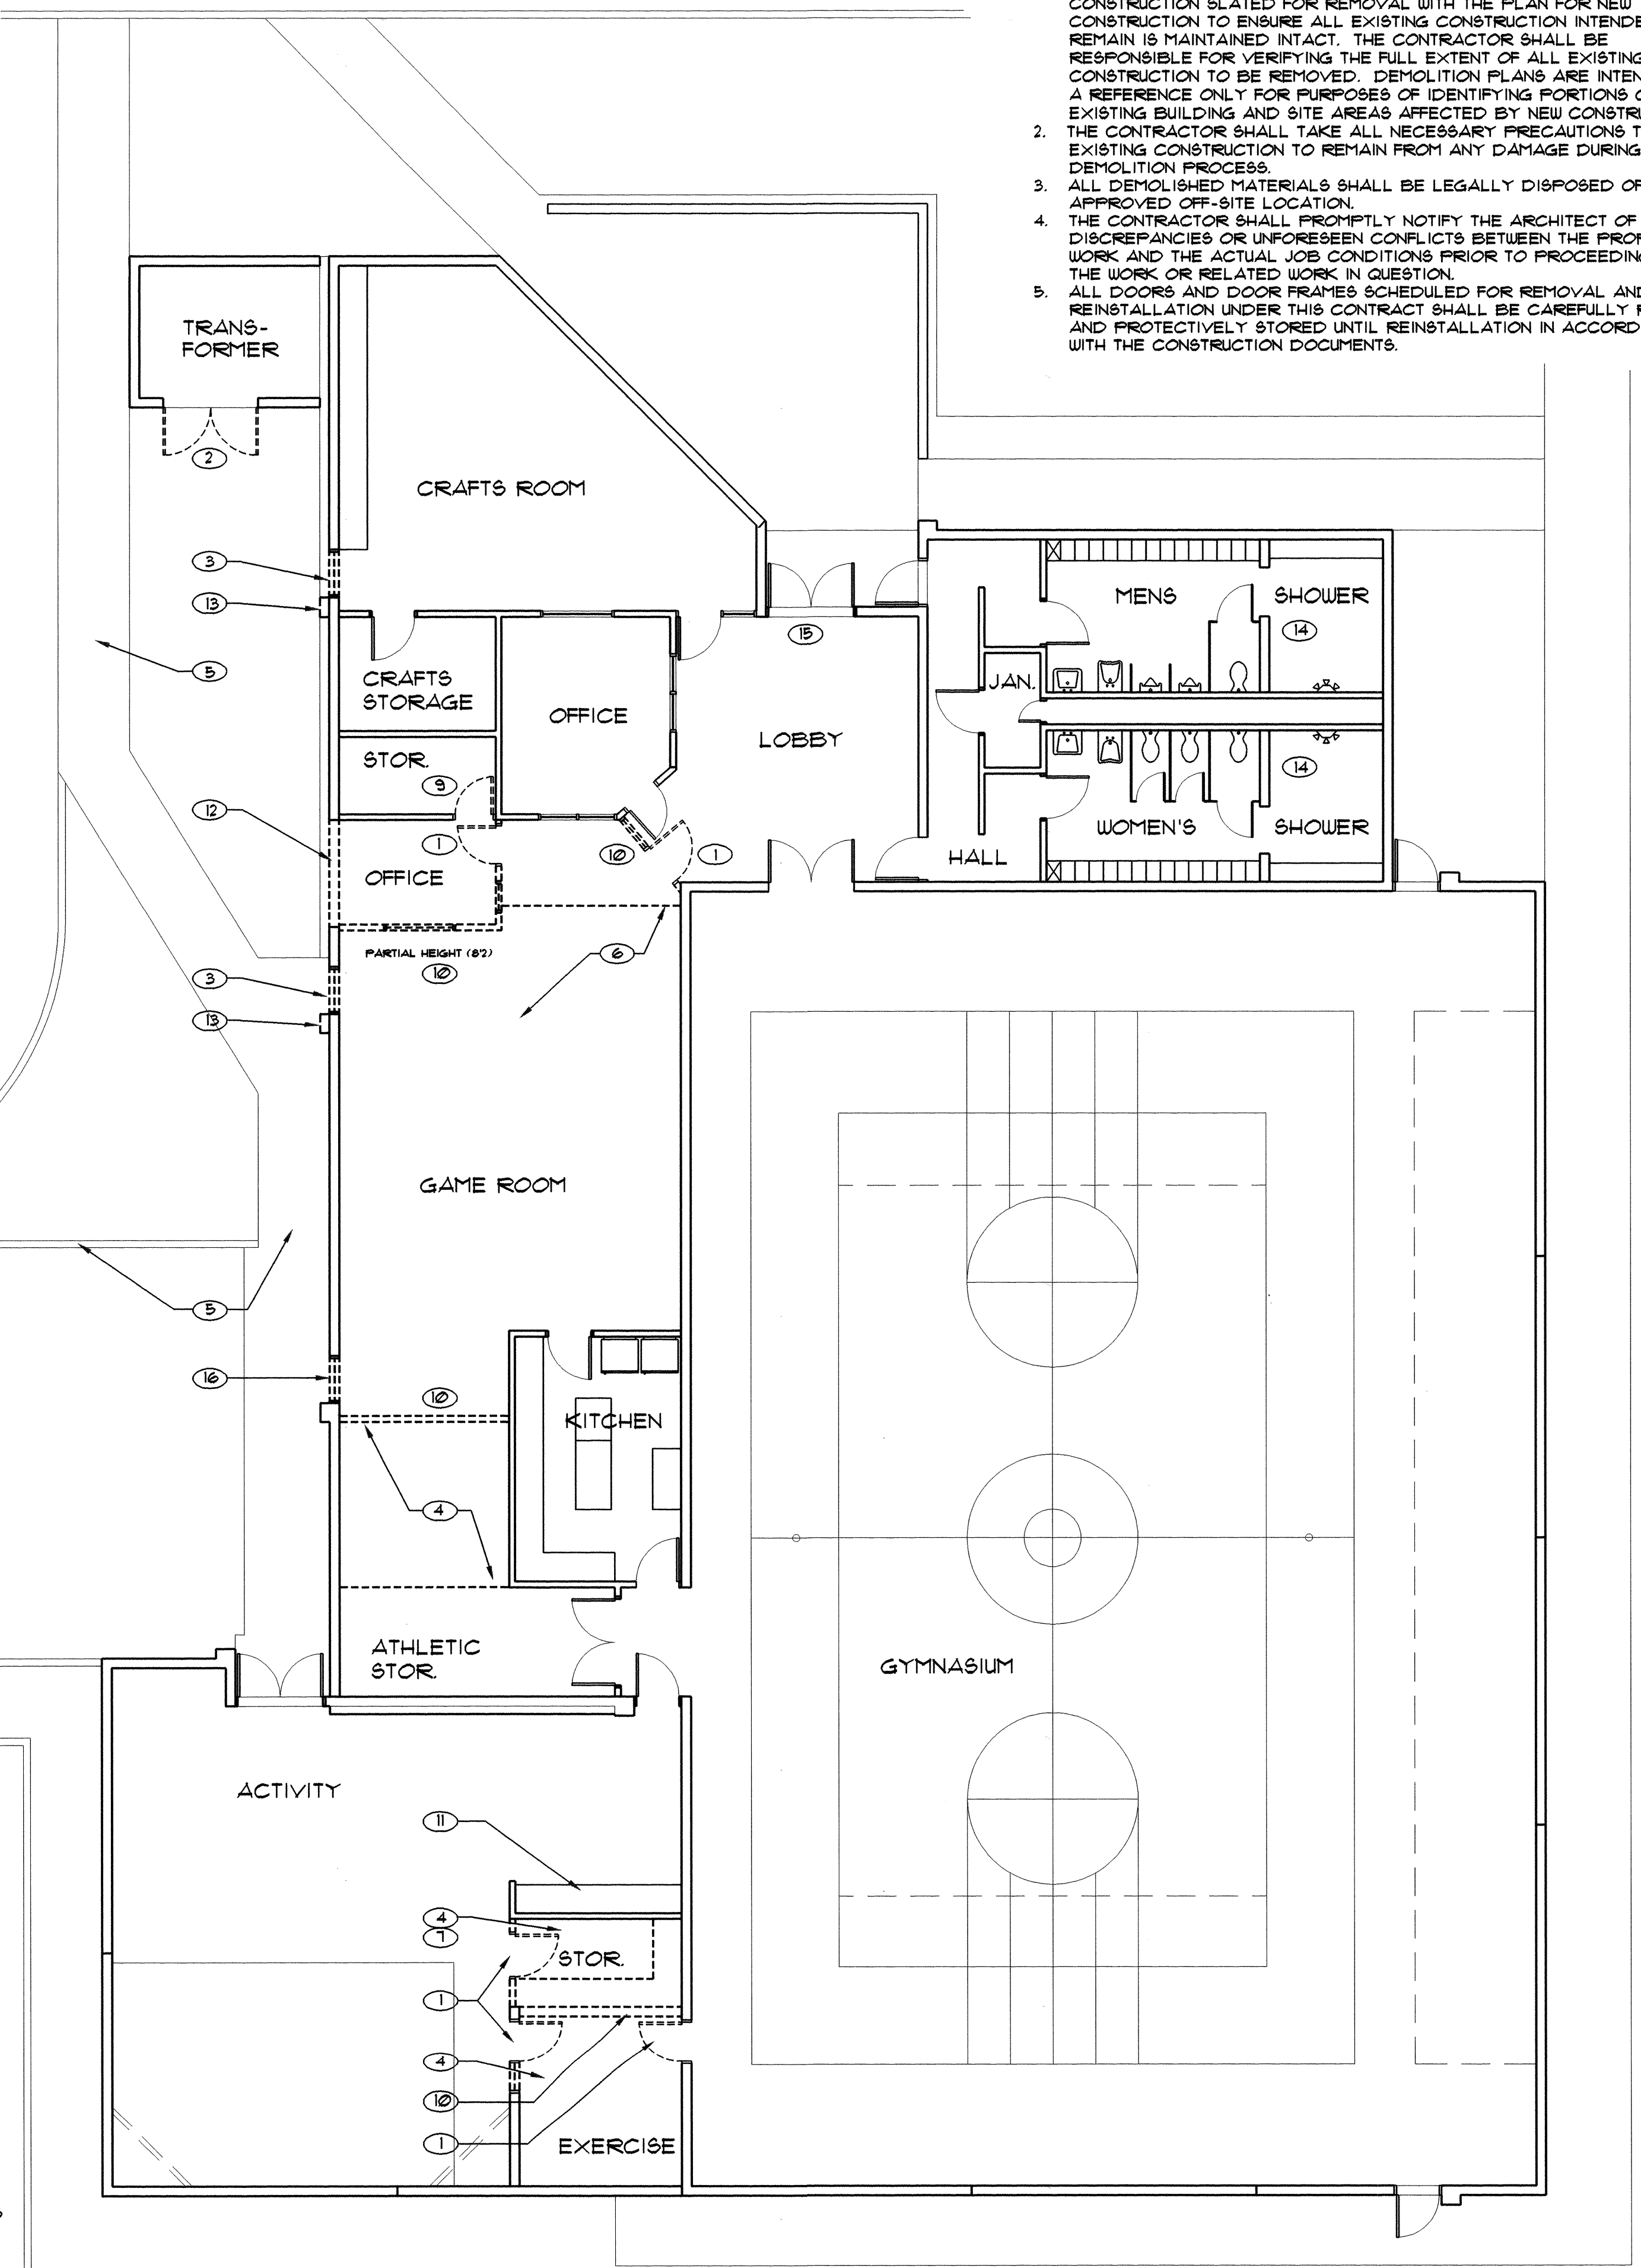 CONSTRUCTION SLATED FOR REMOVAL WITH THE PLAN FOR NEW
CONSTRUCTION TO ENSURE ALL EXISTING CONSTRUCTION
REMAIN IS MAINTAINED INTACT. THE CONTRACTOR SHALL BE
RESPONSIBLE FOR VERIFYING THE FULL EXTENT OF ALL EXISTING
CONSTRUCTION TO BE REMOVED. DEMOLITION PLANS ARE
A REFERENCE ONLY FOR PURPOSES OF IDENTIFYING PORTIONS
EXISTING BUILDING AND SITE AREAS AFFECTED BY NEW
2. THE CONTRACTOR SHALL TAKE ALL NECESSARY PRECAUTIONS
EXISTING CONSTRUCTION TO REMAIN FROM ANY DAMAGE DURING
DEMOLITION PROCESS.
3. ALL DEMOLISHED MATERIALS SHALL BE LEGALLY DISPOSED
APPROVED OFF-SITE LOCATION.
4. THE CONTRACTOR SHALL PROMPTLY NOTIFY THE ARCHITECT OF
DISCREPANCIES OR UNFORESEEN CONFLICTS BETWEEN THE
WORK AND THE ACTUAL JOB CONDITIONS PRIOR TO
THE WORK OR RELATED WORK IN QUESTION.
5. ALL DOORS AND DOOR FRAMES SCHEDULED FOR REMOVAL
REINSTALLATION UNDER THIS CONTRACT SHALL BE CAREFULLY
AND PROTECTIVELY STORED UNTIL REINSTALLATION IN
WITH THE CONSTRUCTION DOCUMENTS.
TRANS-
FORMER
2
CRAFTS ROOM
3
13
5
MENS
SHOWER
14
15
CRAFTS
STORAGE
JAN.
OFFICE
LOBBY
STOR.
9
14
12
1
10
1
WOMEN'S
SHOWER
HALL
OFFICE
PARTIAL HEIGHT (8'2)
10
6
3
13
GAME ROOM
5
16
10
KITCHEN
4
ATHLETIC
STOR.
GYMNASIUM
ACTIVITY
11
4
7
STOR.
1
4
10
1
EXERCISE